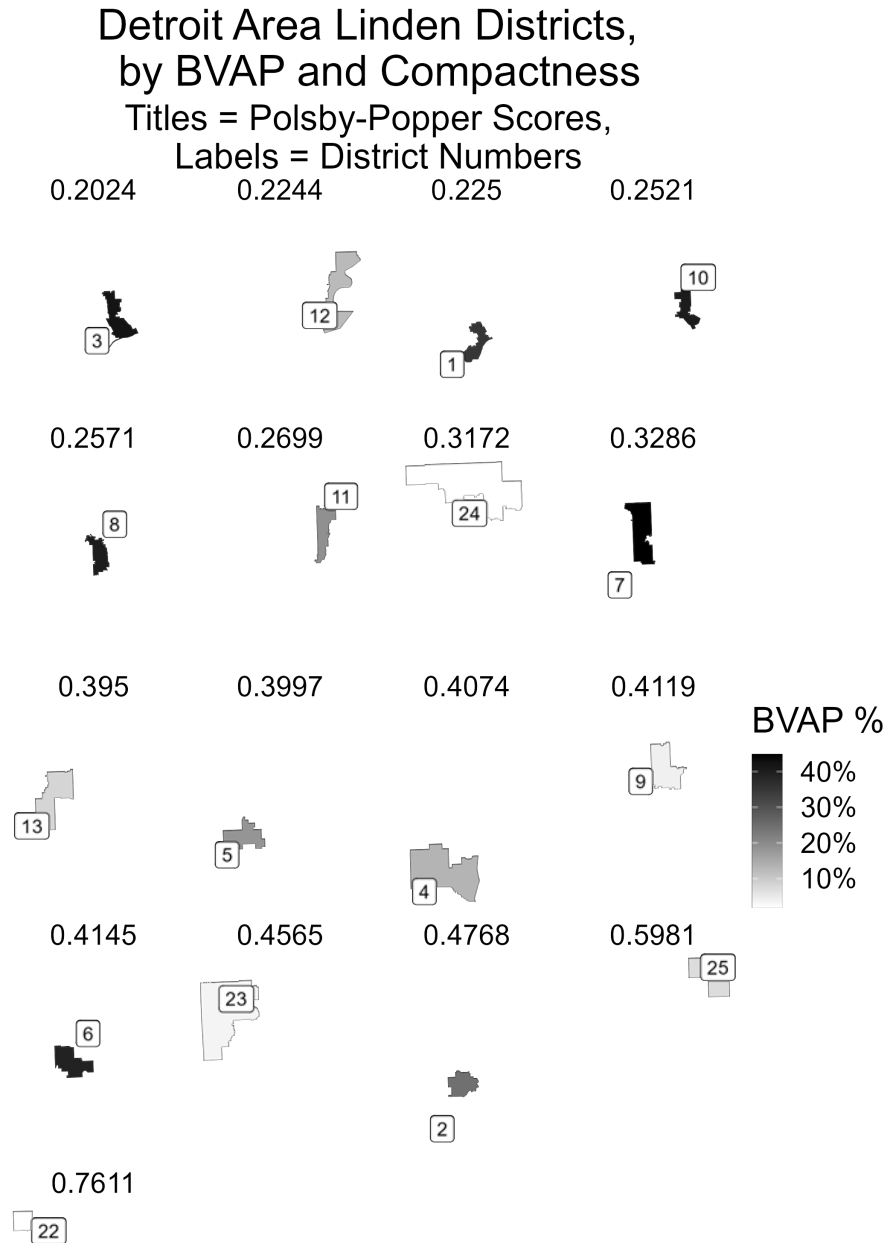 Detroit Area Linden Districts,
by BVAP and Compactness
Titles = Polsby-Popper Scores,
Labels = District Numbers
0.2024 0.2244 0.225 0.2521
3 12 1 10
0.2571 0.2699 0.3172 0.3286
8 11 24 7
0.395 0.3997 0.4074 0.4119
13 5 4 9
BVAP %
40%
30%
20%
10%
0.4145 0.4565 0.4768 0.5981
6 23 2 25
0.7611
22